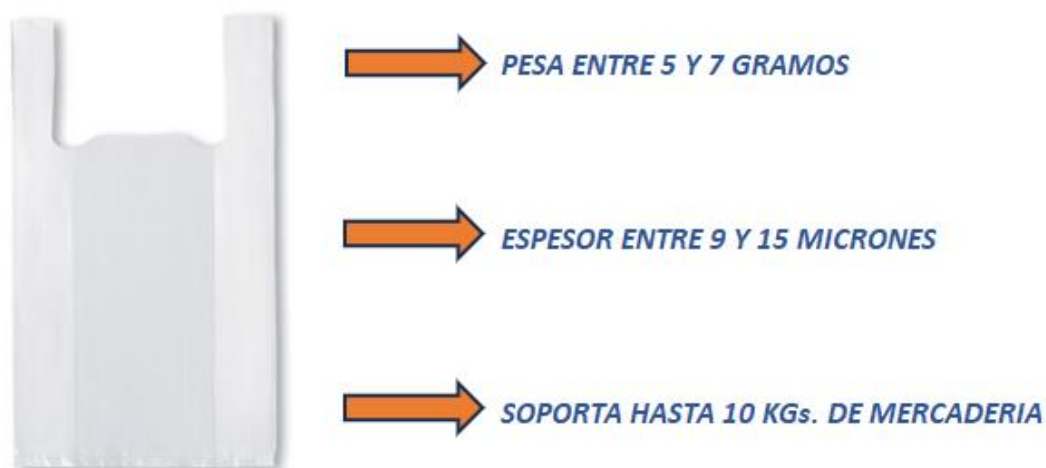 PESA ENTRE 5 Y 7 GRAMOS
ESPESOR ENTRE 9 Y 15 MICRONES
SOPORTA HASTA 10 KGs. DE MERCADERIA